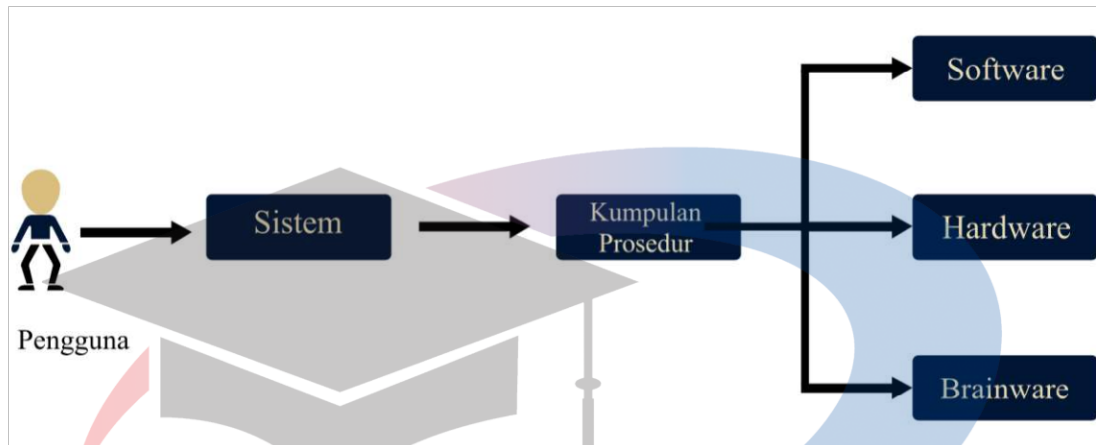 Pengguna
Sistem
Kumpulan
Prosedur
Software
Hardware
Brainware